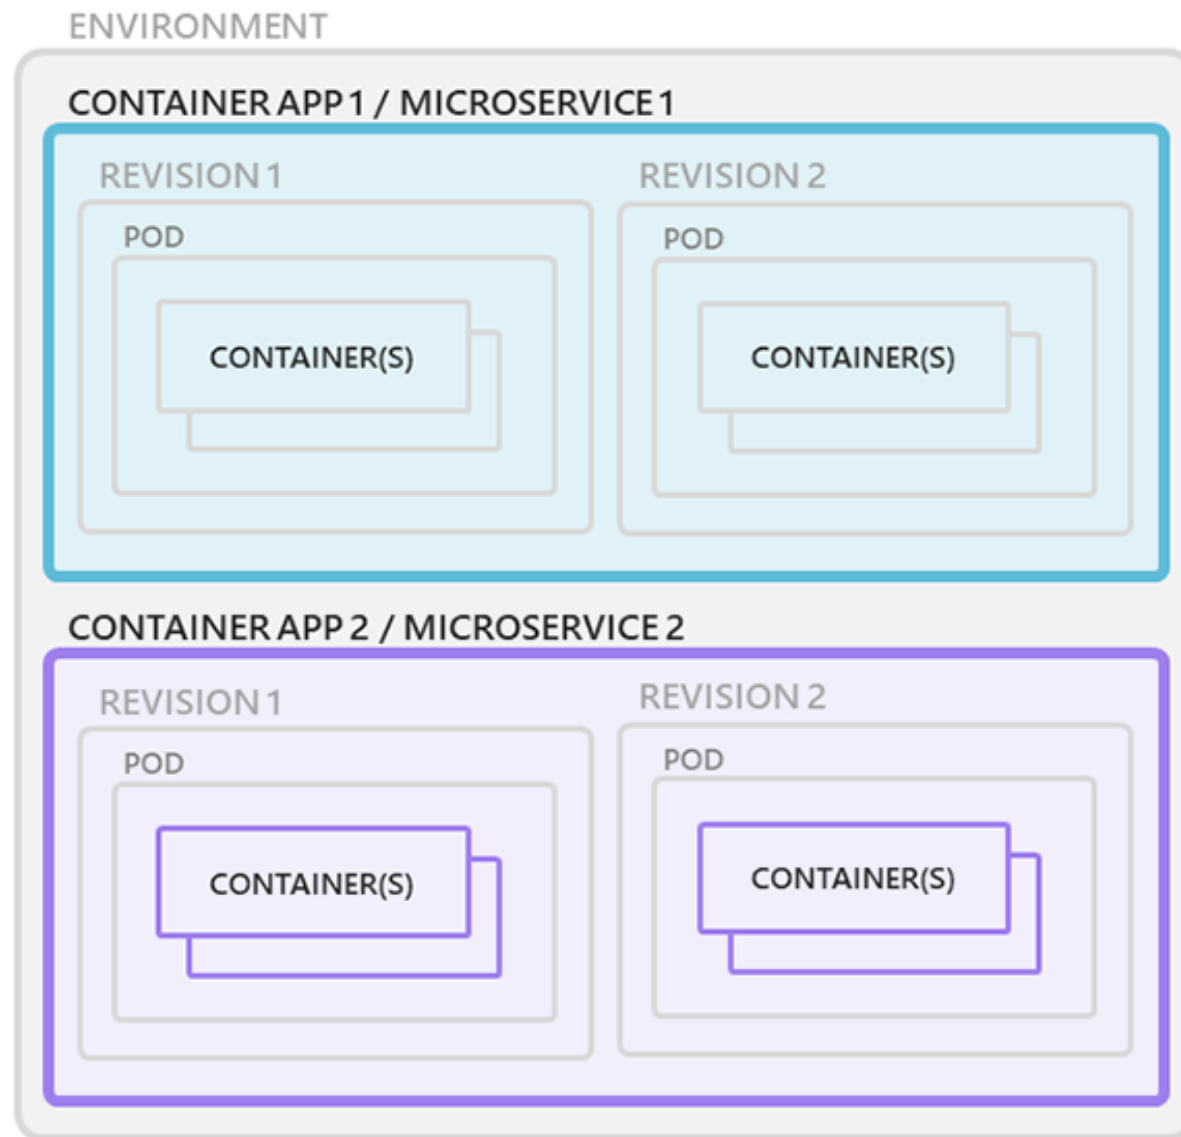 ENVIRONMENT
CONTAINER APP 1 / MICROSERVICE 1
REVISION 1
REVISION 2
POD
POD
CONTAINER(S)
CONTAINER(S)
CONTAINER APP 2 / MICROSERVICE 2
REVISION 1
REVISION 2
POD
POD
CONTAINER(S)
CONTAINER(S)